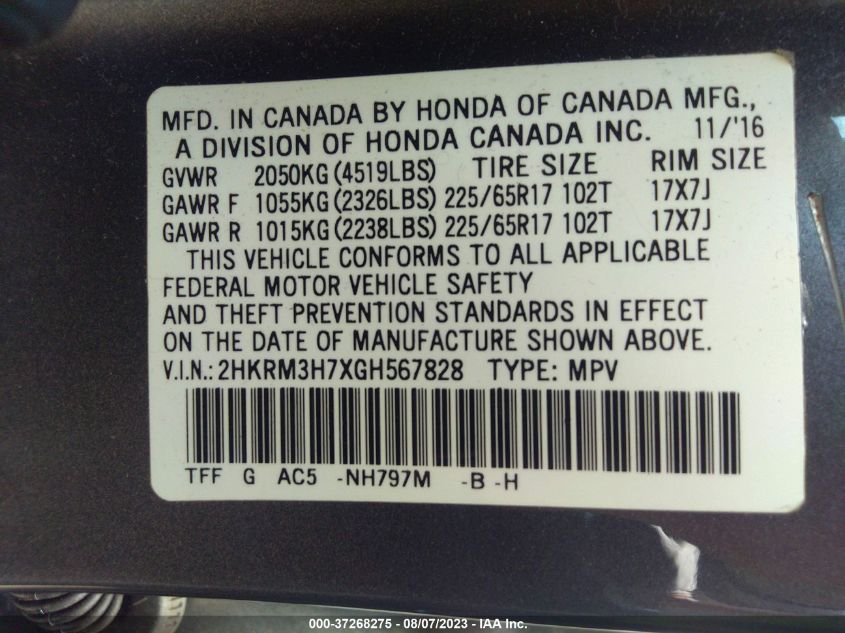 MFD. IN CANADA BY HONDA OF CANADA MFG.,
A DIVISION OF HONDA CANADA INC. 11/'16
GVWR 2050KG (4519LBS) TIRE SIZE RIM SIZE
GAWR F 1055KG (2326LBS) 225/65R17 102T 17X7J
GAWR R 1015KG (2238LBS) 225/65R17 102T 17X7J
THIS VEHICLE CONFORMS TO ALL APPLICABLE
FEDERAL MOTOR VEHICLE SAFETY
AND THEFT PREVENTION STANDARDS IN EFFECT
ON THE DATE OF MANUFACTURE SHOWN ABOVE.
V.I.N.: 2HKRM3H7XGH567828 TYPE: MPV
TFF G AC5 -NH797M -B -H
000-37268275 - 08/07/2023 - IAA Inc.